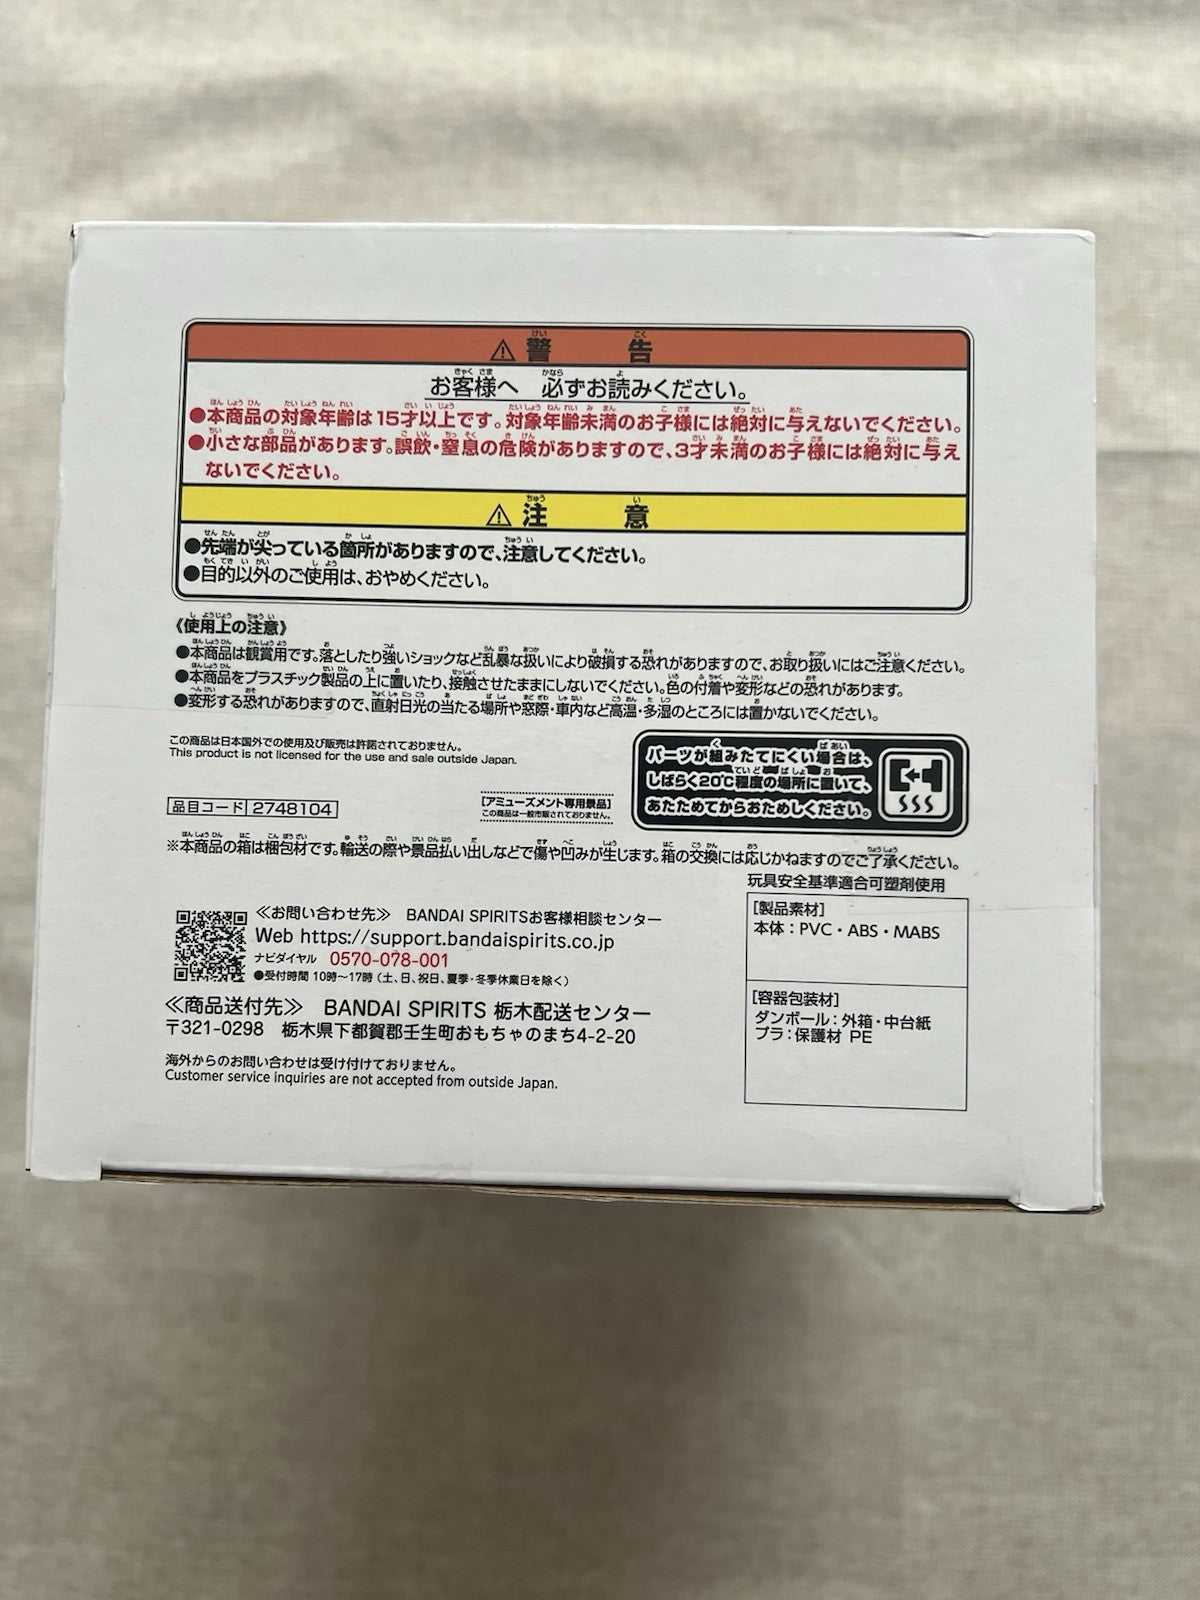 ⚠警告
お客様へ 必ずお読みください。
●本商品の対象年齢は15才以上です。対象年齢未満のお子様には絶対に与えないでください。
●小さな部品があります。誤飲・窒息の危険がありますので、3才未満のお子様には絶対に与え
ないでください。
⚠注意
●先端が尖っている箇所がありますので、注意してください。
●目的以外のご使用は、おやめください。
《使用上の注意》
●本商品は観賞用です。落としたり強いショックなど乱暴な扱いにより破損する恐れがありますので、お取り扱いにはご注意ください。
●本商品をプラスチック製品の上に置いたり、接触させたままにしないでください。色の付着や変形などの恐れがあります。
●変形する恐れがありますので、直射日光の当たる場所や窓際・車内など高温・多湿のところには置かないでください。
この商品は日本国外での使用及び販売は許諾されておりません。
This product is not licensed for the use and sale outside Japan.
パーツが組みたてにくい場合は、
しばらく20℃程度の場所に置いて、
あたためてからおためしください。
品目コード 2748104
[アミューズメント専用景品]
この商品は一般市販されておりません。
※本商品の箱は梱包材です。輸送の際や景品払い出しなどで傷や凹みが生じます。箱の交換には応じかねますのでご了承ください。
玩具安全基準適合可塑剤使用
[製品素材]
本体：PVC・ABS・MABS
[容器包装材]
ダンボール：外箱・中台紙
プラ：保護材 PE
≪お問い合わせ先≫ BANDAI SPIRITSお客様相談センター
Web https://support.bandaispirits.co.jp
ナビダイヤル 0570-078-001
●受付時間 10時〜17時（土、日、祝日、夏季・冬季休業日を除く）
≪商品送付先≫ BANDAI SPIRITS 栃木配送センター
〒321-0298 栃木県下都賀郡壬生町おもちゃのまち4-2-20
海外からのお問い合わせは受け付けておりません。
Customer service inquiries are not accepted from outside Japan.